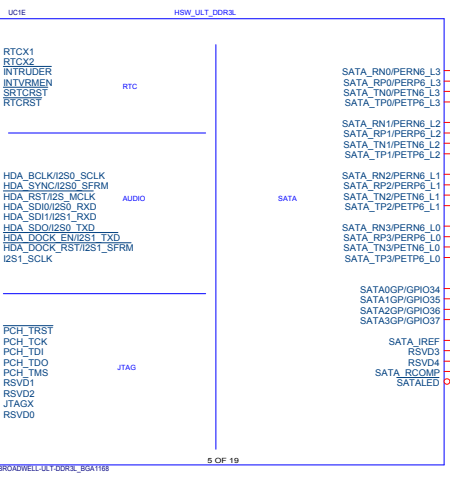 UC1E
HSW_ULT_DDR3L
RTCX1
RTCX2
INTRUDER
INTVRMEN
SRTCRST
RTCRST
RTC
HDA_BCLK/I2S0_SCLK
HDA_SYNC/I2S0_SFRM
HDA_RST/I2S_MCLK
HDA_SDI0/I2S0_RXD
HDA_SDI1/I2S1_RXD
HDA_SDO/I2S0_TXD
HDA_DOCK_EN/I2S1_TXD
HDA_DOCK_RST/I2S1_SFRM
I2S1_SCLK
AUDIO
PCH_TRST
PCH_TCK
PCH_TDI
PCH_TDO
PCH_TMS
RSVD1
RSVD2
JTAGX
RSVD0
JTAG
SATA
SATA_RN0/PERN6_L3
SATA_RP0/PERP6_L3
SATA_TN0/PETN6_L3
SATA_TP0/PETP6_L3
SATA_RN1/PERN6_L2
SATA_RP1/PERP6_L2
SATA_TN1/PETN6_L2
SATA_TP1/PETP6_L2
SATA_RN2/PERN6_L1
SATA_RP2/PERP6_L1
SATA_TN2/PETN6_L1
SATA_TP2/PETP6_L1
SATA_RN3/PERN6_L0
SATA_RP3/PERP6_L0
SATA_TN3/PETN6_L0
SATA_TP3/PETP6_L0
SATA0GP/GPIO34
SATA1GP/GPIO35
SATA2GP/GPIO36
SATA3GP/GPIO37
SATA_IREF
RSVD3
RSVD4
SATA_RCOMP
SATALED
5 OF 19
BROADWELL-ULT-DDR3L_BGA1168